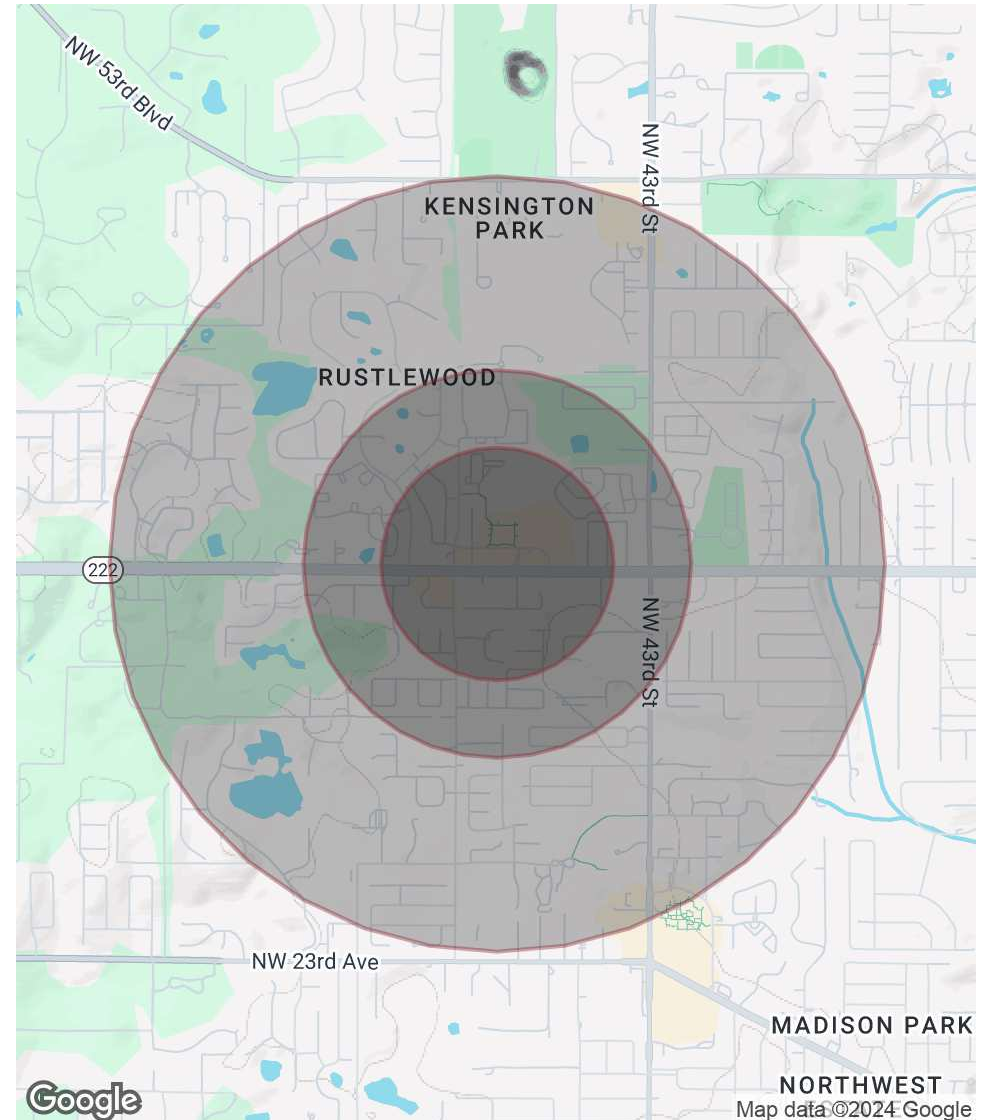 NW 53rd Blvd
NW 43rd St
KENSINGTON
PARK
RUSTLEWOOD
222
NW 43rd St
NW 23rd Ave
MADISON PARK
NORTHWEST
Google
Map data ©2024 Google